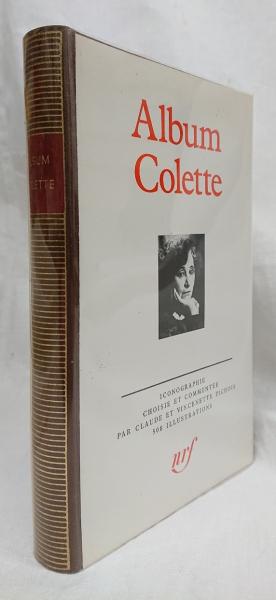 Album
Colette
ICONOGRAPHIE
CHOISIE ET COMMENTÉE
PAR CLAUDE ET VINCENETTE PICHOIS
508 ILLUSTRATIONS
nrf